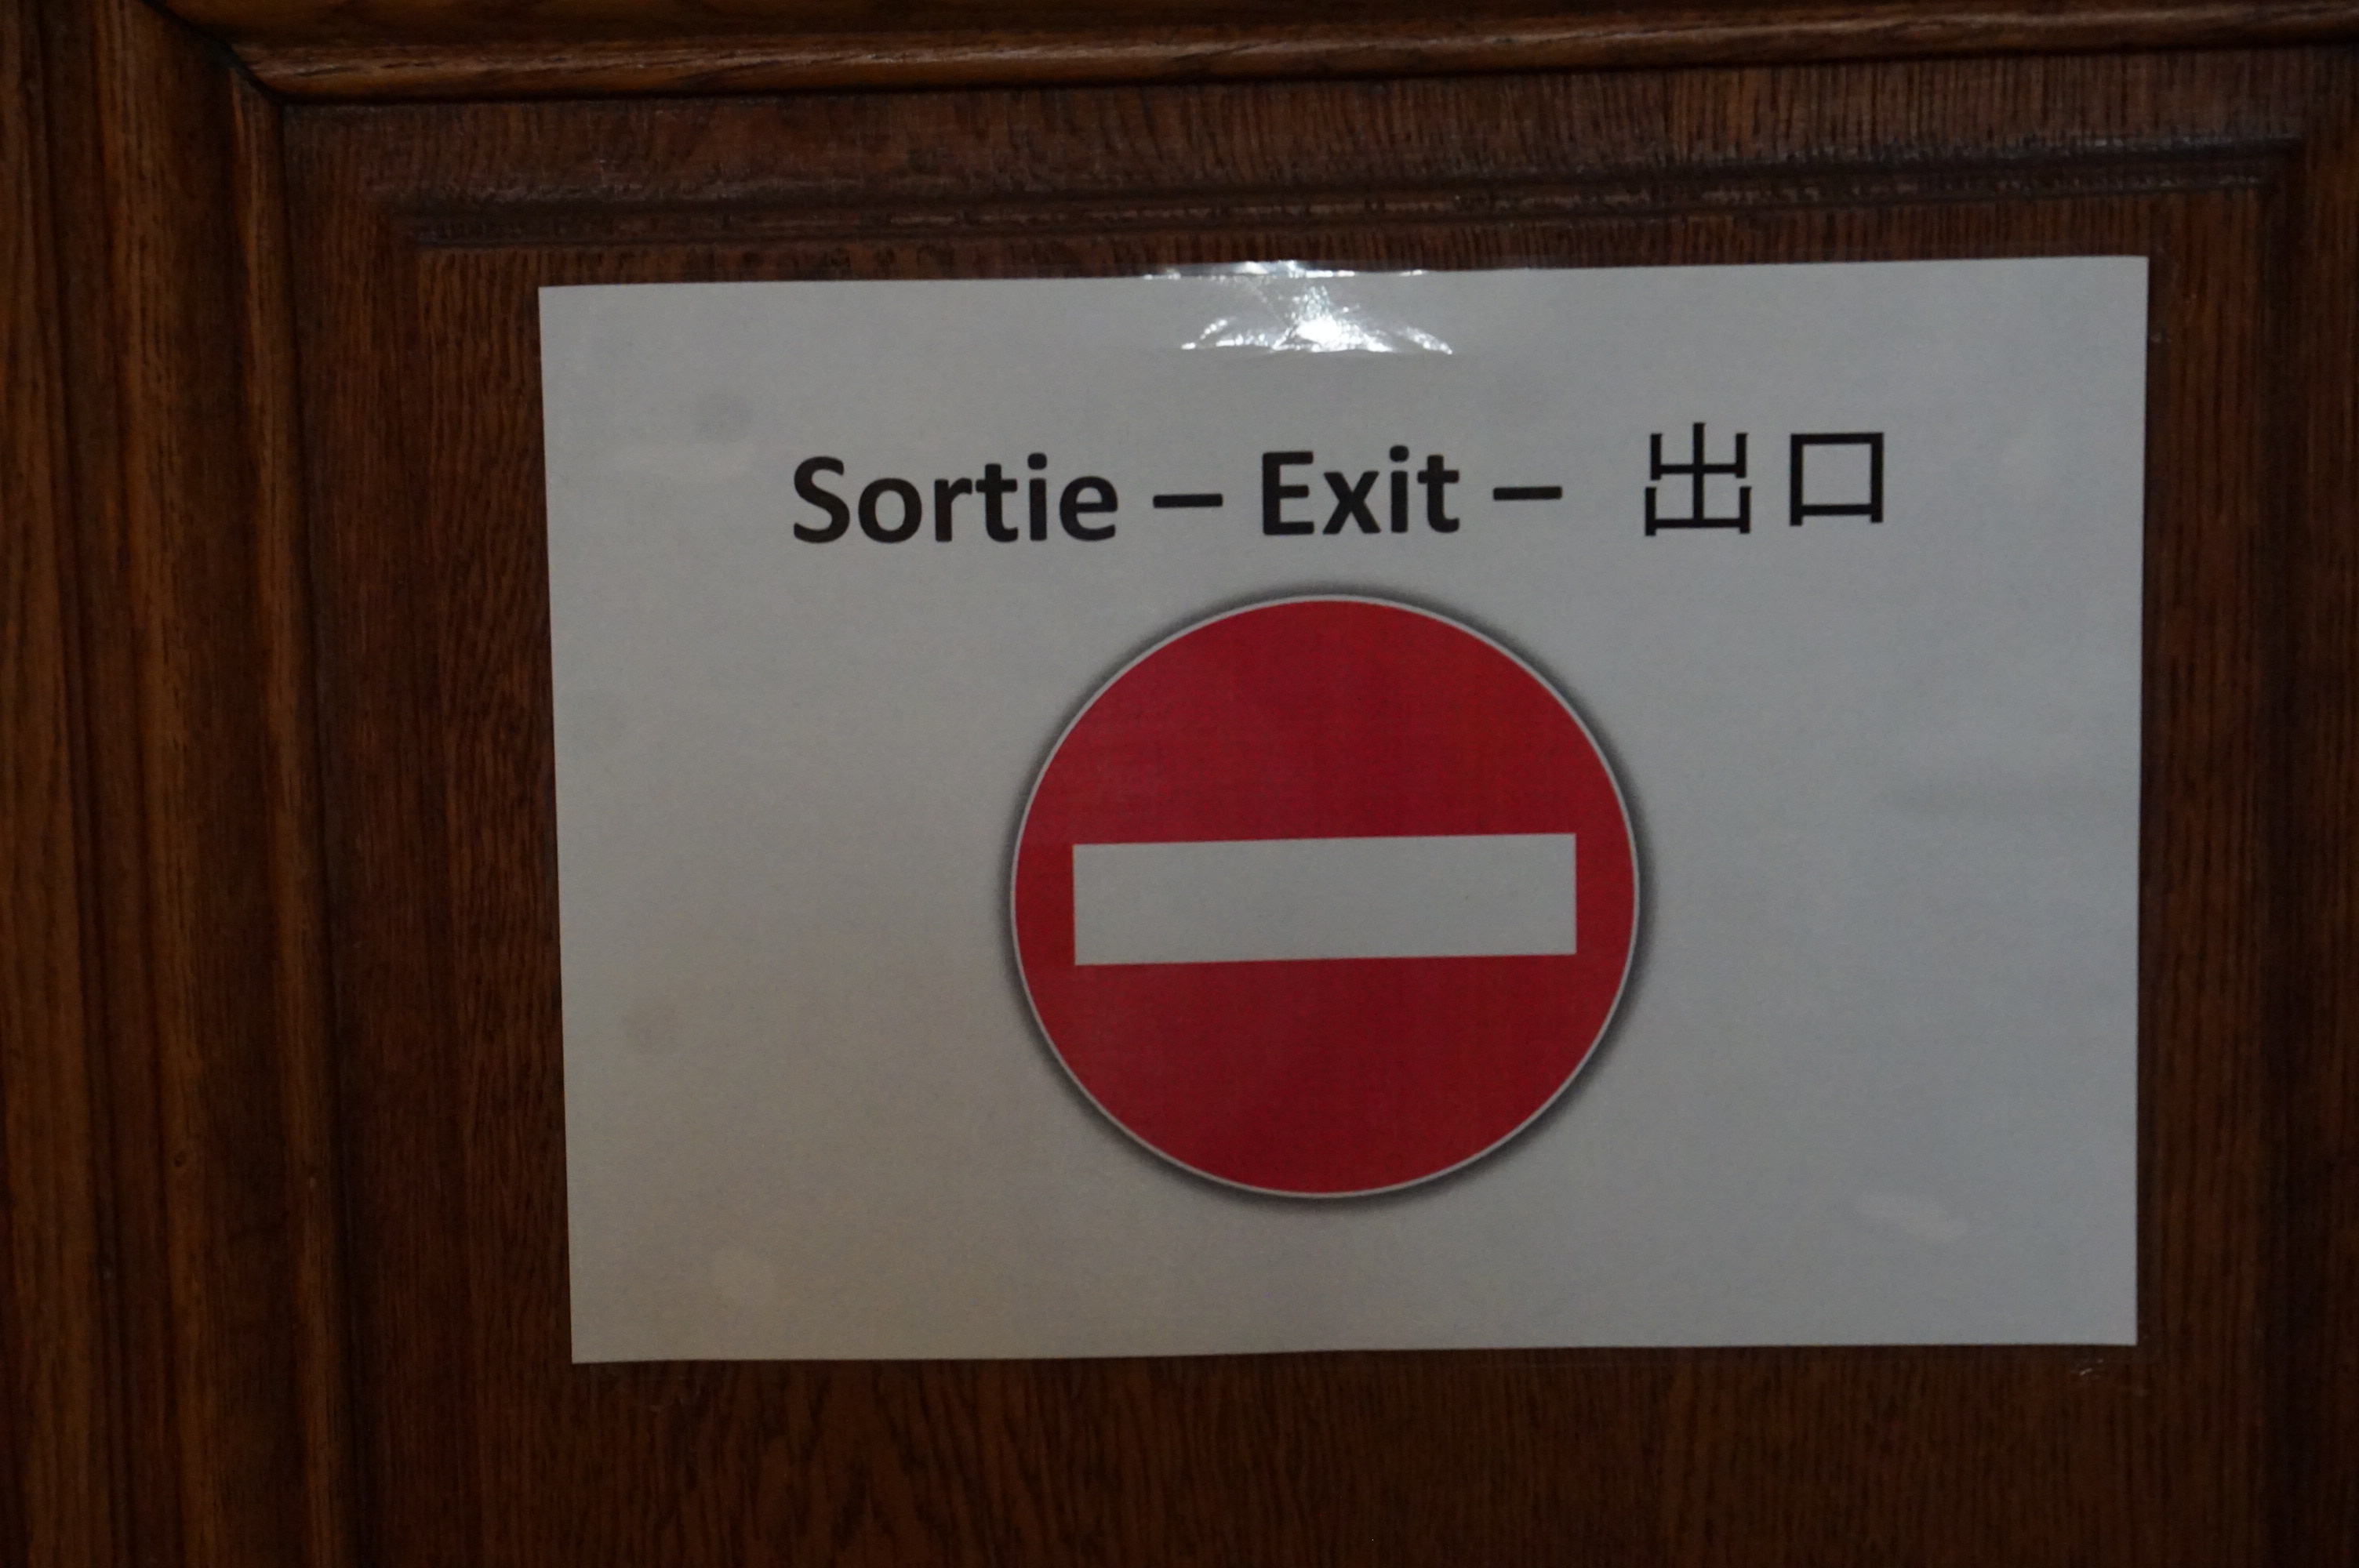 Sortie – Exit – 出口